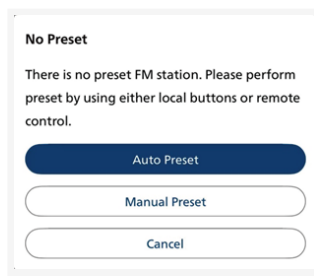 No Preset
There is no preset FM station. Please perform
preset by using either local buttons or remote
control.
Auto Preset
Manual Preset
Cancel